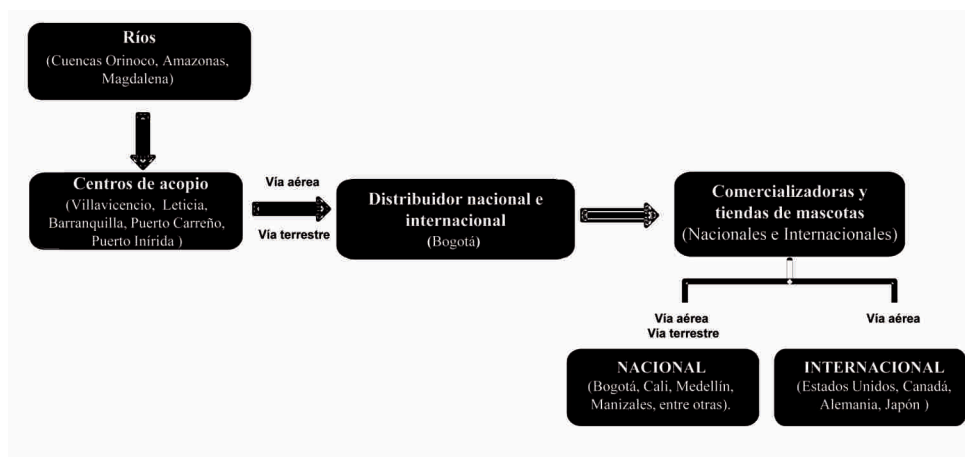 Ríos
(Cuencas Orinoco, Amazonas,
Magdalena)
Centros de acopio
(Villavicencio, Leticia,
Barranquilla, Puerto Carreño,
Puerto Inírida )
Vía aérea
Vía terrestre
Distribuidor nacional e
internacional
(Bogotá)
Comercializadoras y
tiendas de mascotas
(Nacionales e Internacionales)
Vía aérea
Vía terrestre
Vía aérea
NACIONAL
(Bogotá, Cali, Medellín,
Manizales, entre otras).
INTERNACIONAL
(Estados Unidos, Canadá,
Alemania, Japón )